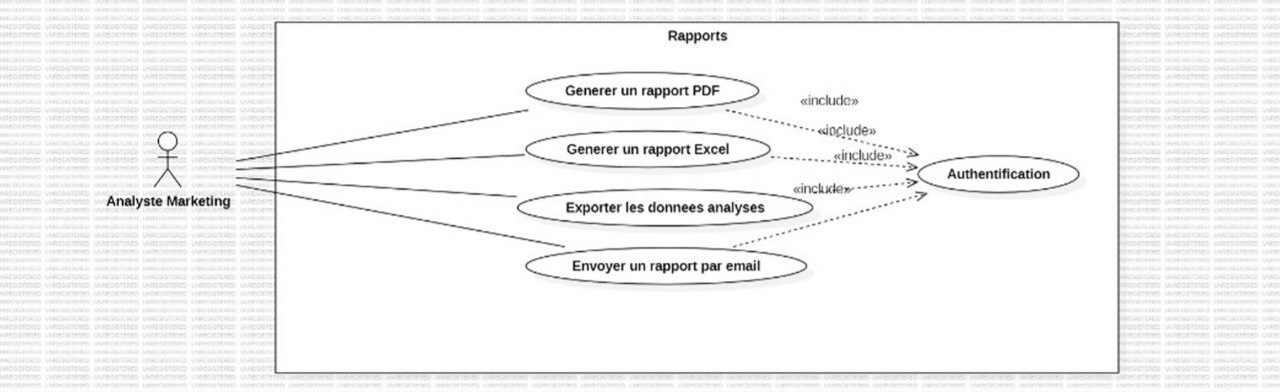 Rapports
Generer un rapport PDF
«include»
«include»
Generer un rapport Excel
«include»
Authentification
«include»
Analyste Marketing
Exporter les donnees analyses
Envoyer un rapport par email
UNREGISTERED